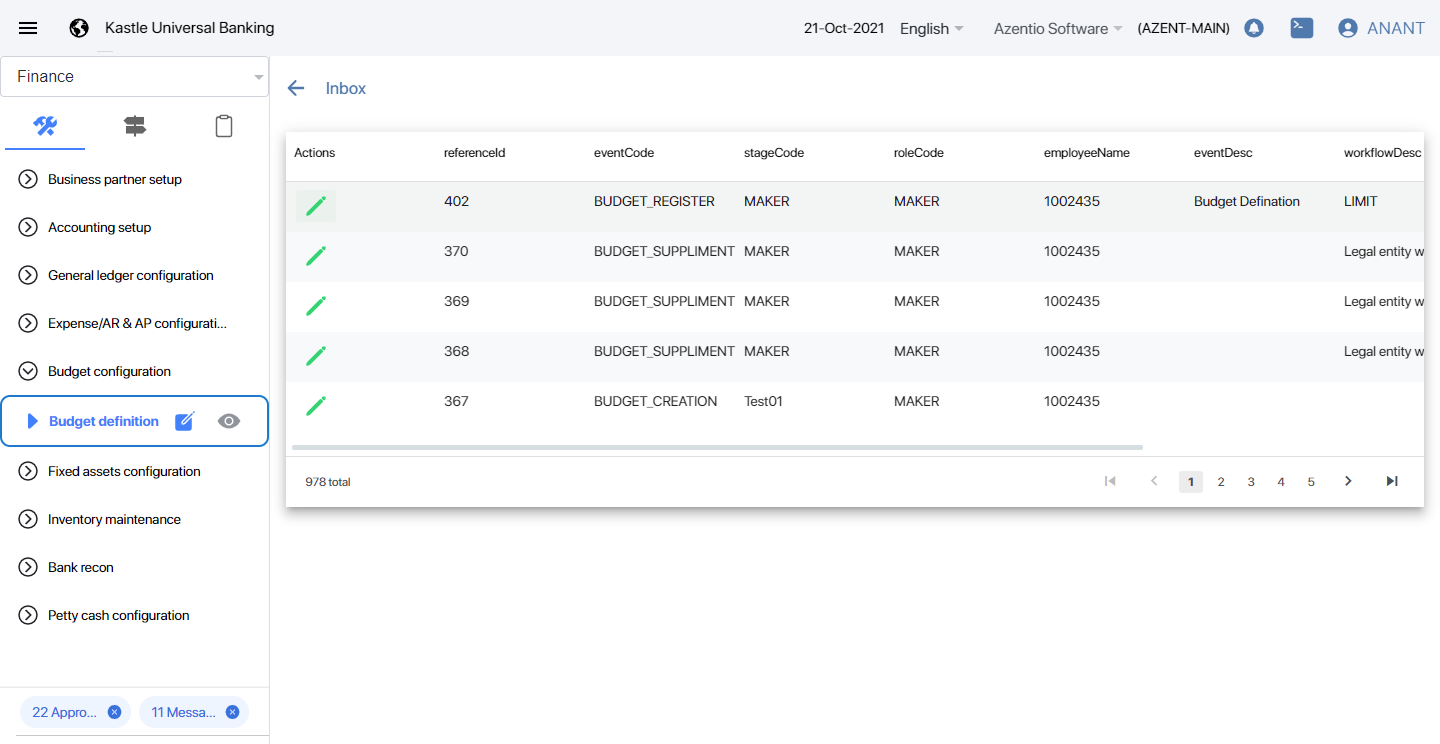 Kastle Universal Banking
21-Oct-2021 English Azentio Software (AZENT-MAIN) ANANT
Finance
Business partner setup
Accounting setup
General ledger configuration
Expense/AR & AP configurati...
Budget configuration
Budget definition
Fixed assets configuration
Inventory maintenance
Bank recon
Petty cash configuration
22 Appro... 11 Messa...
Inbox
Actions referenceId eventCode stageCode roleCode employeeName eventDesc workflowDesc
402 BUDGET_REGISTER MAKER MAKER 1002435 Budget Defination LIMIT
370 BUDGET_SUPPLIMENT MAKER MAKER 1002435 Legal entity w
369 BUDGET_SUPPLIMENT MAKER MAKER 1002435 Legal entity w
368 BUDGET_SUPPLIMENT MAKER MAKER 1002435 Legal entity w
367 BUDGET_CREATION Test01 MAKER 1002435
978 total 1 2 3 4 5